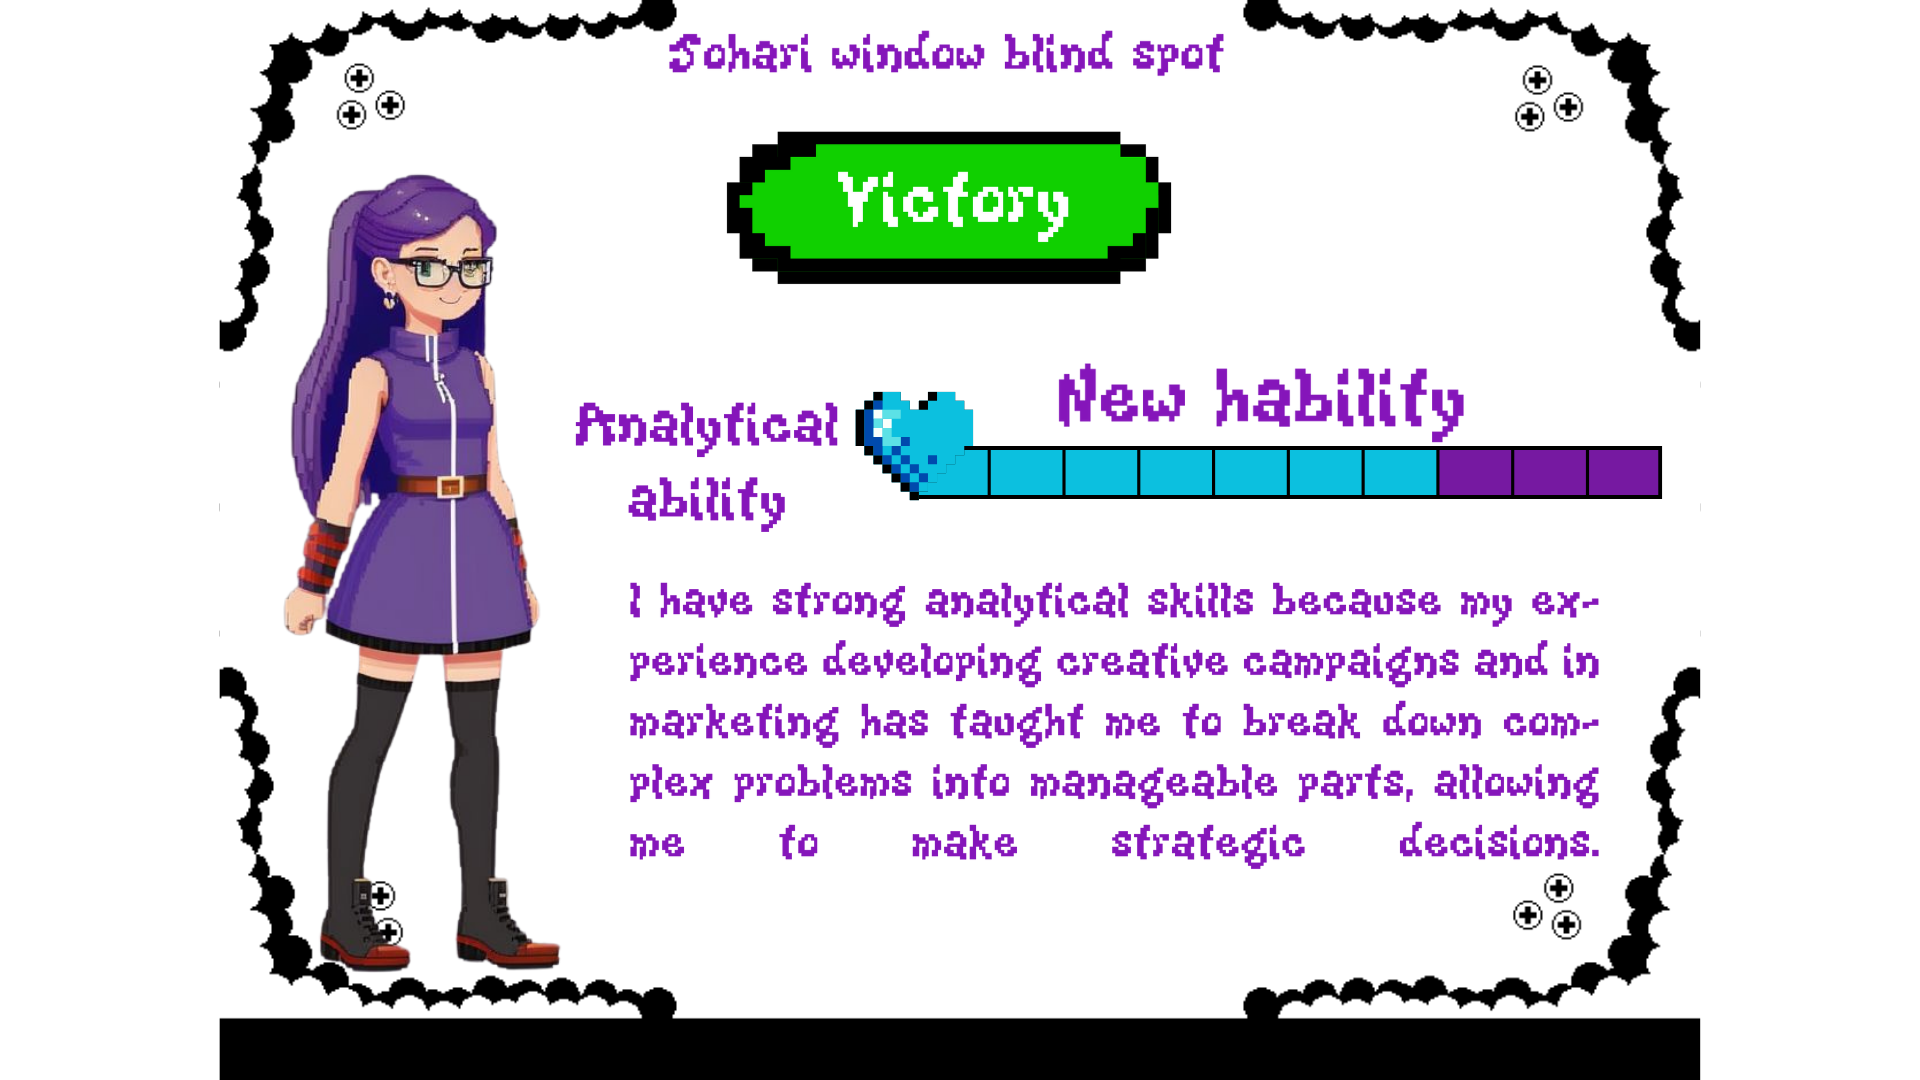 Johari window blind spot
Victory
New hability
Analytical
ability
I have strong analytical skills because my ex-
perience developing creative campaigns and in
marketing has taught me to break down com-
plex problems into manageable parts, allowing
me to make strategic decisions.